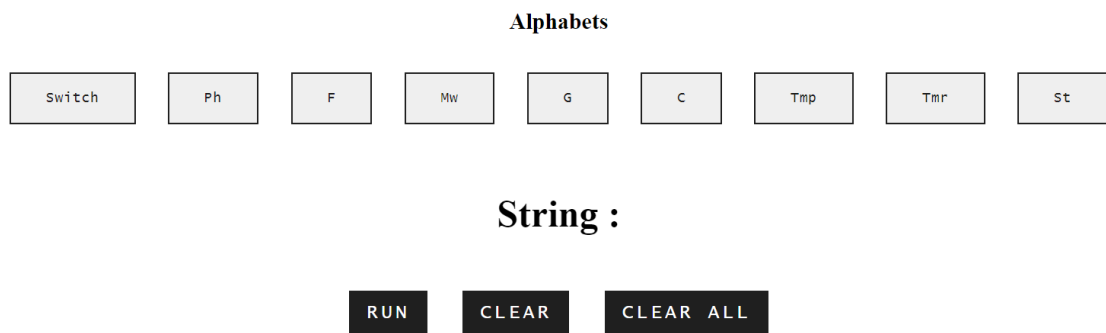 Alphabets
Switch Ph F Mw G C Tmp Tmr St
String :
RUN CLEAR CLEAR ALL